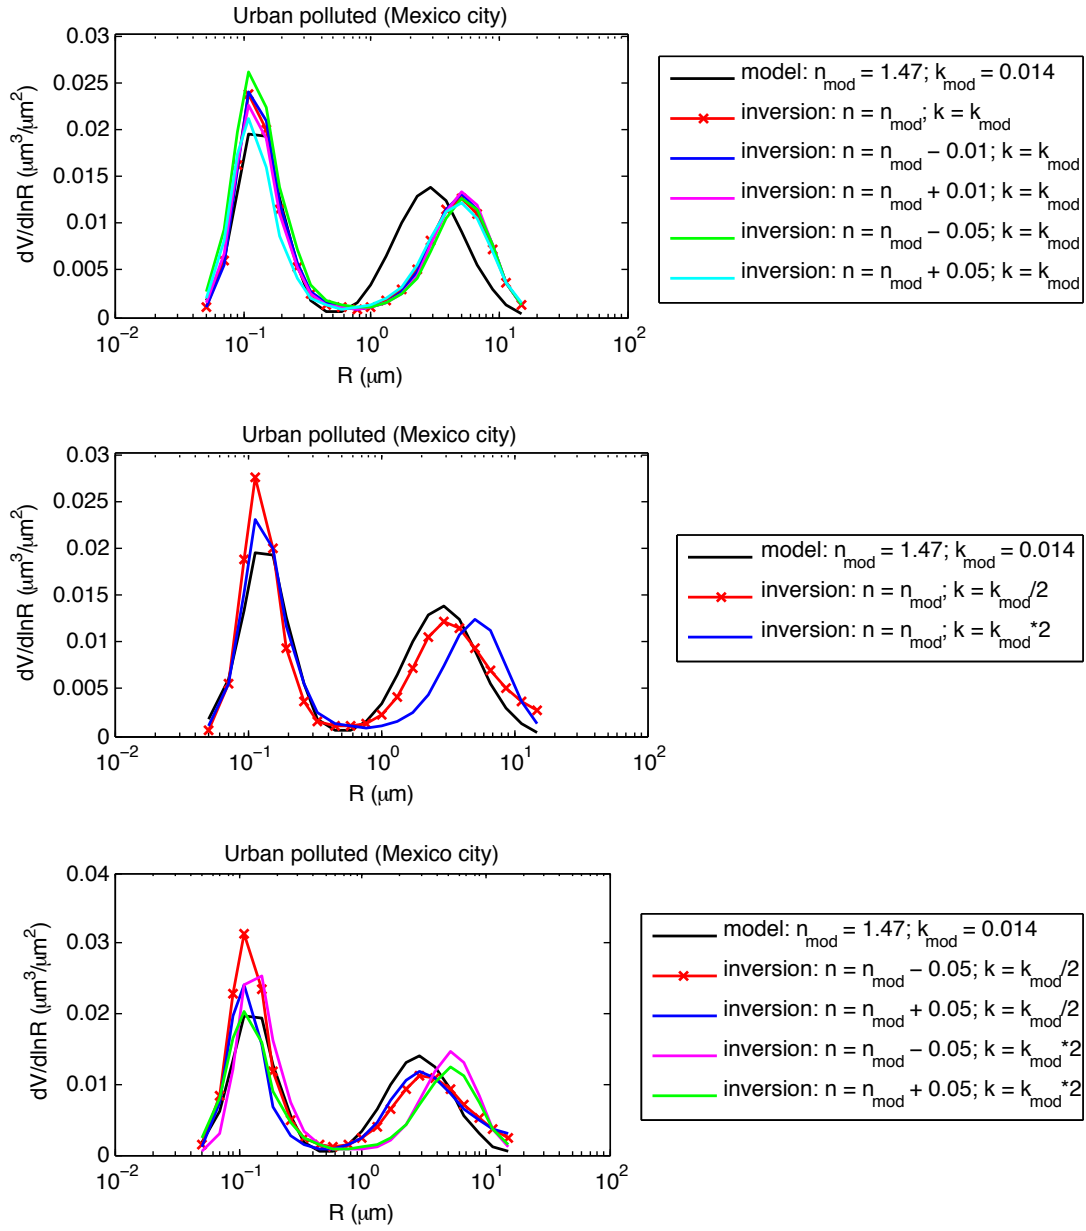 Urban polluted (Mexico city)
0.03
0.025
0.02
0.015
0.01
0.005
0
dV/dlnR (μm³/μm²)
10⁻² 10⁻¹ 10⁰ 10¹ 10²
R (μm)
model: n_mod = 1.47; k_mod = 0.014
inversion: n = n_mod; k = k_mod
inversion: n = n_mod − 0.01; k = k_mod
inversion: n = n_mod + 0.01; k = k_mod
inversion: n = n_mod − 0.05; k = k_mod
inversion: n = n_mod + 0.05; k = k_mod
Urban polluted (Mexico city)
0.03
0.025
0.02
0.015
0.01
0.005
0
dV/dlnR (μm³/μm²)
10⁻² 10⁻¹ 10⁰ 10¹ 10²
R (μm)
model: n_mod = 1.47; k_mod = 0.014
inversion: n = n_mod; k = k_mod/2
inversion: n = n_mod; k = k_mod*2
Urban polluted (Mexico city)
0.04
0.03
0.02
0.01
0
dV/dlnR (μm³/μm²)
10⁻² 10⁻¹ 10⁰ 10¹ 10²
R (μm)
model: n_mod = 1.47; k_mod = 0.014
inversion: n = n_mod − 0.05; k = k_mod/2
inversion: n = n_mod + 0.05; k = k_mod/2
inversion: n = n_mod − 0.05; k = k_mod*2
inversion: n = n_mod + 0.05; k = k_mod*2